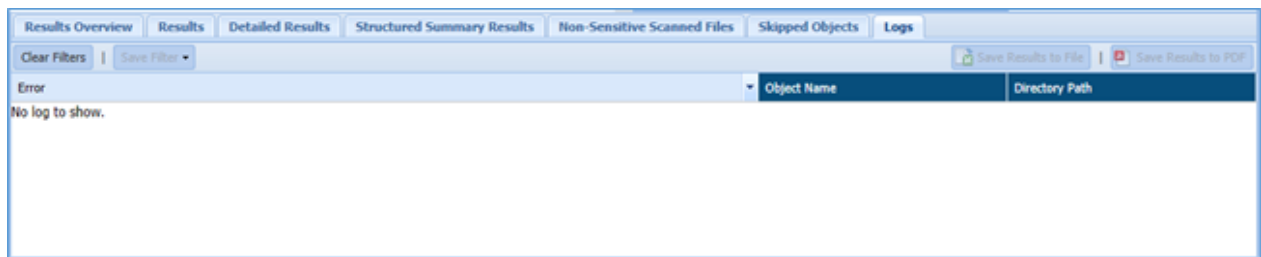 Results Overview Results Detailed Results Structured Summary Results Non-Sensitive Scanned Files Skipped Objects Logs
Clear Filters | Save Filter Save Results to File | Save Results to PDF
Error Object Name Directory Path
No log to show.